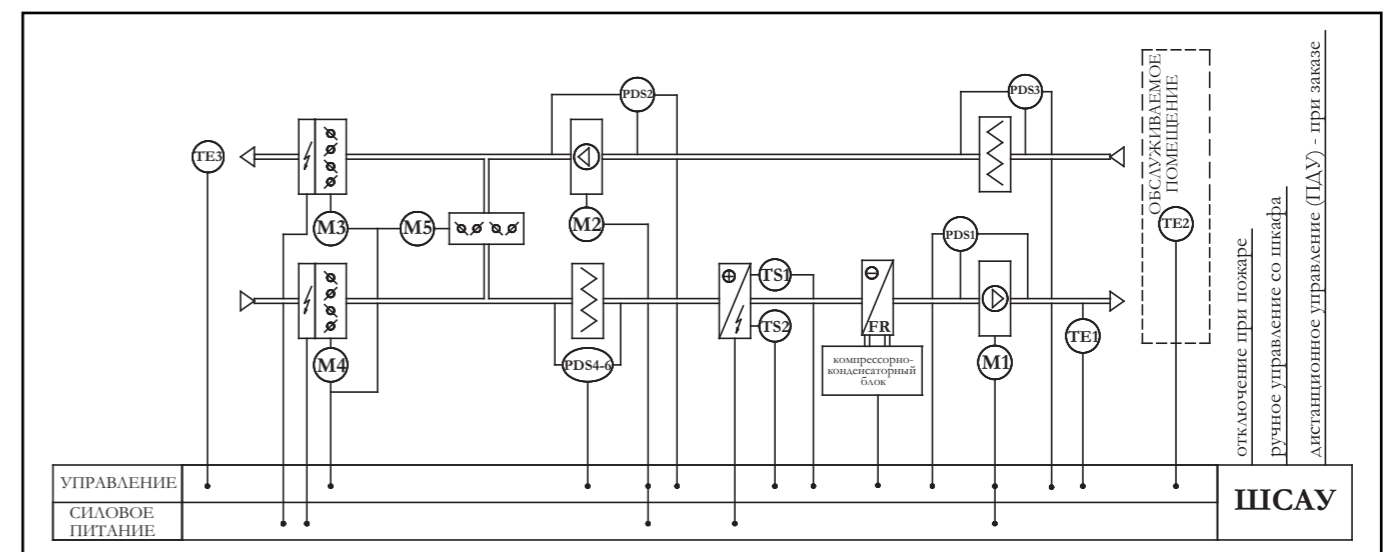 PDS2
PDS3
TE3
ОБСЛУЖИВАЕМОЕ
ПОМЕЩЕНИЕ
TE2
M3
M5
M2
PDS1
TS1
TS2
FR
TE1
M4
PDS4-6
компрессорно-
конденсаторный
блок
M1
отключение при пожаре
ручное управление со шкафа
дистанционное управление (ПДУ) - при заказе
УПРАВЛЕНИЕ
СИЛОВОЕ
ПИТАНИЕ
ШСАУ